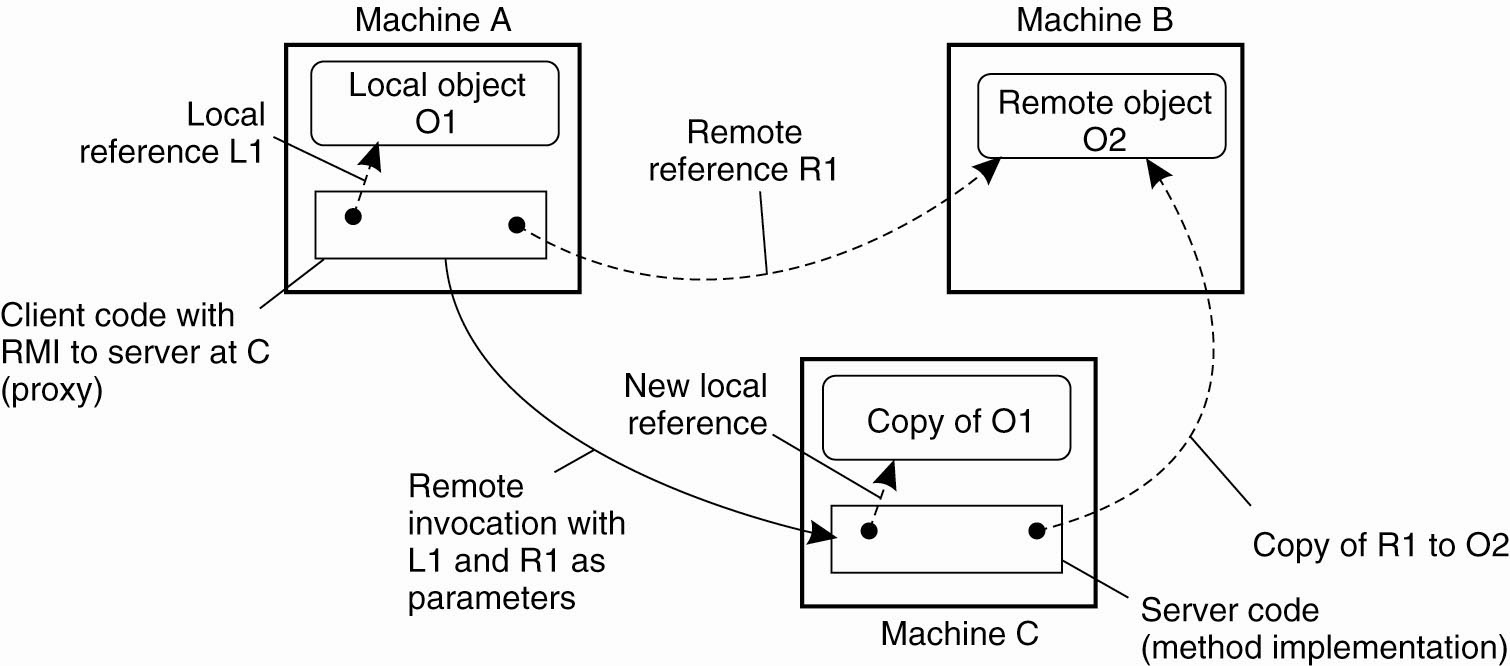 Machine A
Machine B
Local object
O1
Local
reference L1
Remote
reference R1
Remote object
O2
Client code with
RMI to server at C
(proxy)
New local
reference
Copy of O1
Remote
invocation with
L1 and R1 as
parameters
Copy of R1 to O2
Server code
(method implementation)
Machine C